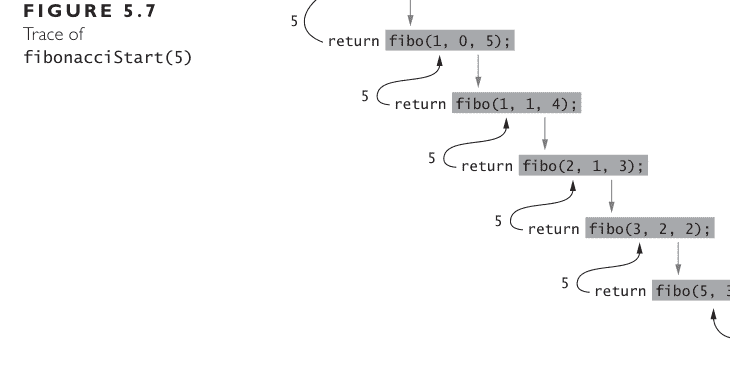 FIGURE 5.7
Trace of
fibonacciStart(5)
5
return fibo(1, 0, 5);
5
return fibo(1, 1, 4);
5
return fibo(2, 1, 3);
5
return fibo(3, 2, 2);
5
return fibo(5, 3